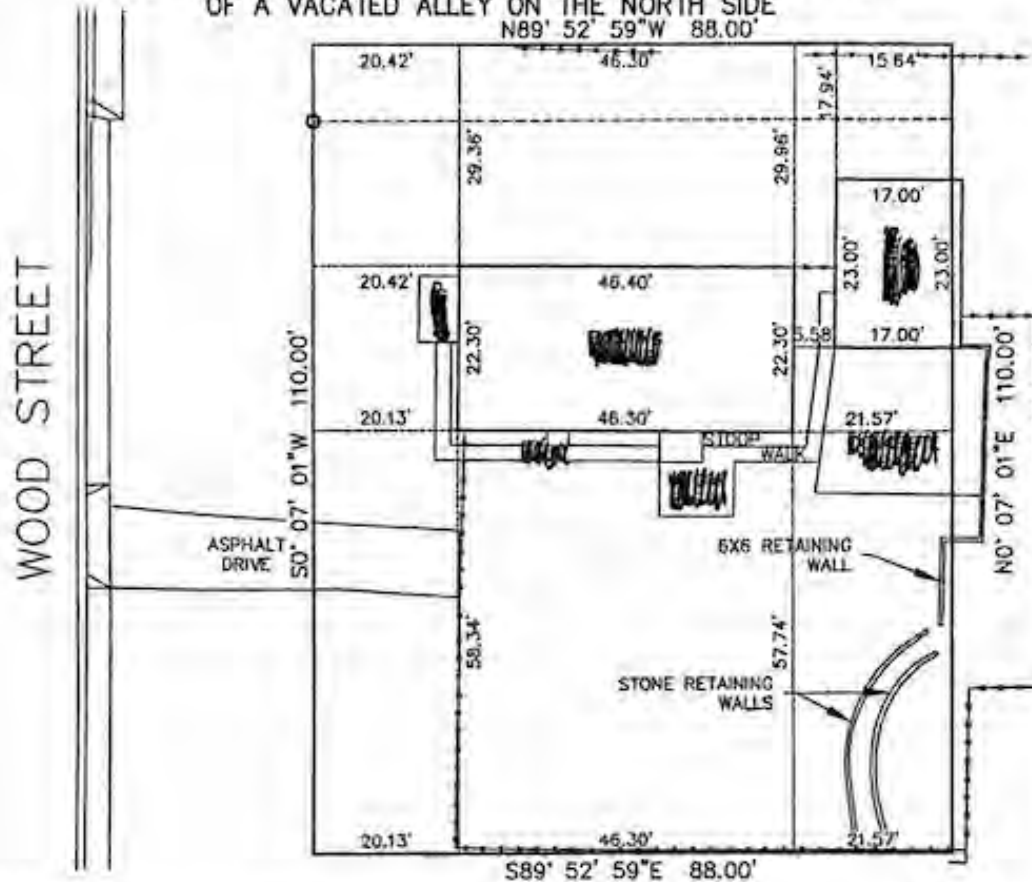 OF A VACATED ALLEY ON THE NORTH SIDE
N89° 52' 59"W 88.00'
20.42'
46.30'
15.64'
17.94'
29.36'
29.96'
17.00'
23.00'
23.00'
20.42'
46.40'
22.30'
22.30'
5.58
17.00'
WOOD STREET
S0° 07' 01"W 110.00'
N0° 07' 01"E 110.00'
20.13'
46.30'
21.57'
STOOP
WALK
ASPHALT
DRIVE
6X6 RETAINING
WALL
58.34'
57.74'
STONE RETAINING
WALLS
20.13'
46.30'
21.57'
S89° 52' 59"E 88.00'